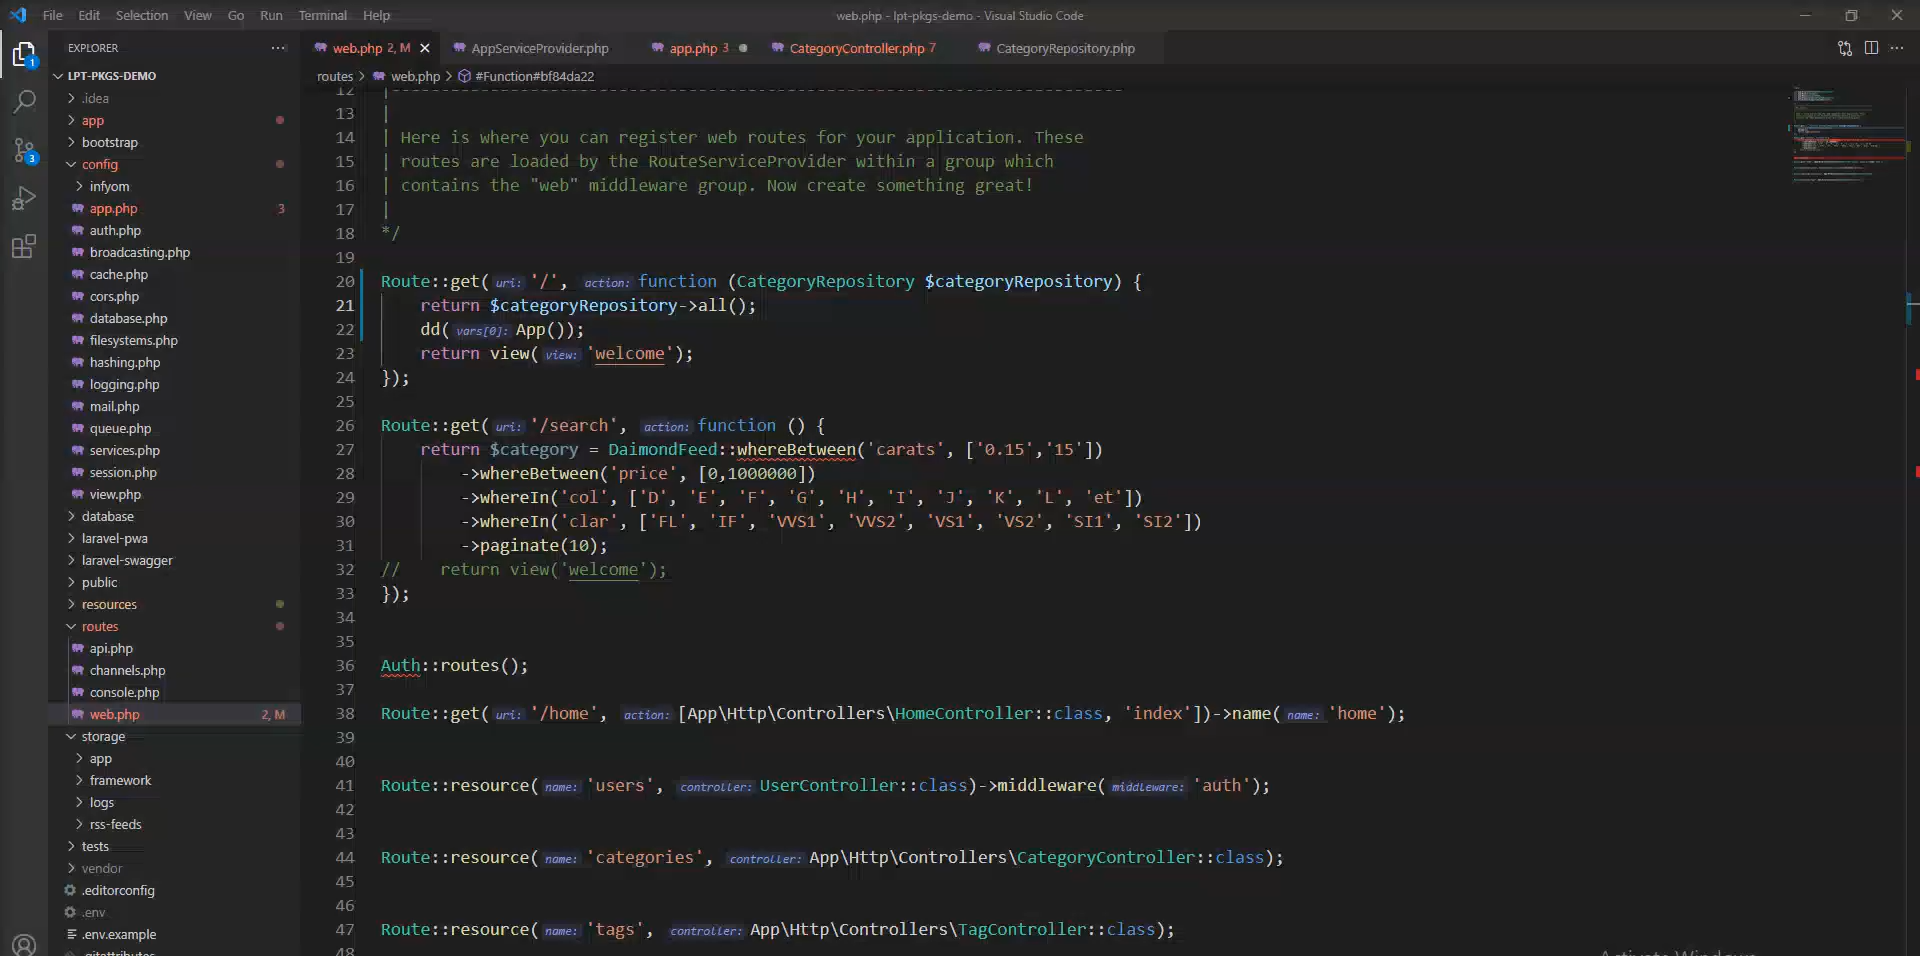 File Edit Selection View Go Run Terminal Help
web.php - lpt-pkgs-demo - Visual Studio Code
EXPLORER
web.php 2, M
AppServiceProvider.php
app.php 3
CategoryController.php 7
CategoryRepository.php
routes > web.php > #Function#bf84da22
1
3
LPT-PKGS-DEMO
.idea
app
bootstrap
config
infyom
app.php 3
auth.php
broadcasting.php
cache.php
cors.php
database.php
filesystems.php
hashing.php
logging.php
mail.php
queue.php
services.php
session.php
view.php
database
laravel-pwa
laravel-swagger
public
resources
routes
api.php
channels.php
console.php
web.php 2, M
storage
app
framework
logs
rss-feeds
tests
vendor
.editorconfig
.env
.env.example
.gitattributes
12 |--------------------------------------------------------------------------
13 |
14 | Here is where you can register web routes for your application. These
15 | routes are loaded by the RouteServiceProvider within a group which
16 | contains the "web" middleware group. Now create something great!
17 |
18 */
19
20 Route::get( uri: '/', action: function (CategoryRepository $categoryRepository) {
21 return $categoryRepository->all();
22 dd( vars[0]: App());
23 return view( view: 'welcome');
24 });
25
26 Route::get( uri: '/search', action: function () {
27 return $category = DaimondFeed::whereBetween('carats', ['0.15','15'])
28 ->whereBetween('price', [0,1000000])
29 ->whereIn('col', ['D', 'E', 'F', 'G', 'H', 'I', 'J', 'K', 'L', 'et'])
30 ->whereIn('clar', ['FL', 'IF', 'VVS1', 'VVS2', 'VS1', 'VS2', 'SI1', 'SI2'])
31 ->paginate(10);
32 // return view('welcome');
33 });
34
35
36 Auth::routes();
37
38 Route::get( uri: '/home', action: [App\Http\Controllers\HomeController::class, 'index'])->name( name: 'home');
39
40
41 Route::resource( name: 'users', controller: UserController::class)->middleware( middleware: 'auth');
42
43
44 Route::resource( name: 'categories', controller: App\Http\Controllers\CategoryController::class);
45
46
47 Route::resource( name: 'tags', controller: App\Http\Controllers\TagController::class);
48